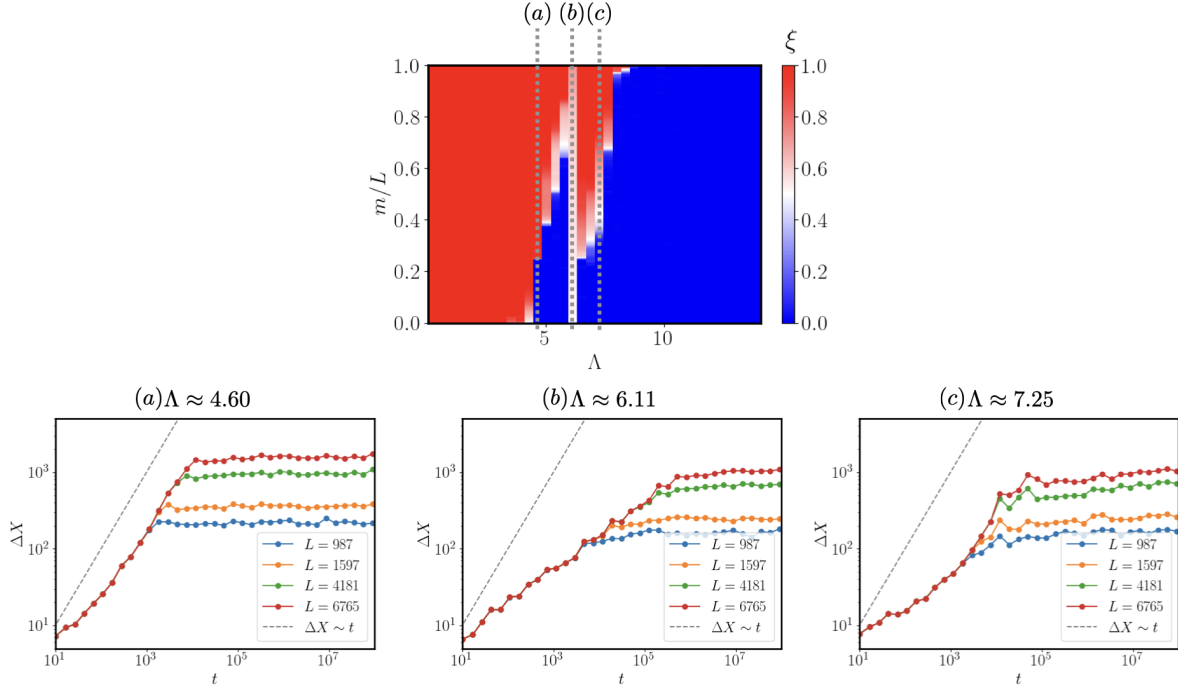 (a) (b) (c)
ξ
1.0 1.0
0.8 0.8
0.6 0.6
m/L
0.4 0.4
0.2 0.2
0.0 0.0
5 10
Λ
(a) Λ ≈ 4.60
10³
ΔX
10²
10¹
L = 987
L = 1597
L = 4181
L = 6765
ΔX ∼ t
10¹ 10³ 10⁵ 10⁷
t
(b) Λ ≈ 6.11
10³
ΔX
10²
10¹
L = 987
L = 1597
L = 4181
L = 6765
ΔX ∼ t
10¹ 10³ 10⁵ 10⁷
t
(c) Λ ≈ 7.25
10³
ΔX
10²
10¹
L = 987
L = 1597
L = 4181
L = 6765
ΔX ∼ t
10¹ 10³ 10⁵ 10⁷
t